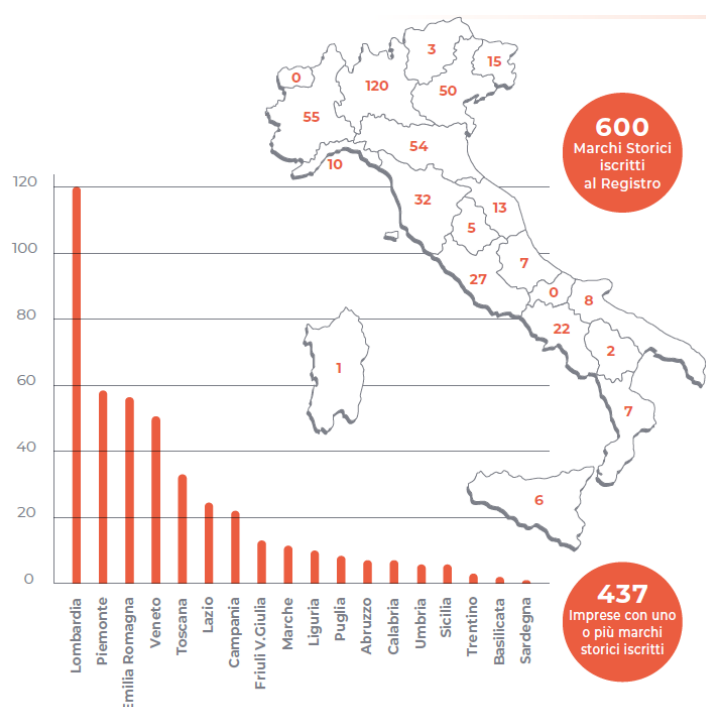 3
15
0
120
50
55
54
10
32
13
5
7
27
0
8
22
2
1
7
6
600
Marchi Storici
iscritti
al Registro
120
100
80
60
40
20
0
Lombardia
Piemonte
Emilia Romagna
Veneto
Toscana
Lazio
Campania
Friuli V.Giulia
Marche
Liguria
Puglia
Abruzzo
Calabria
Umbria
Sicilia
Trentino
Basilicata
Sardegna
437
Imprese con uno
o più marchi
storici iscritti